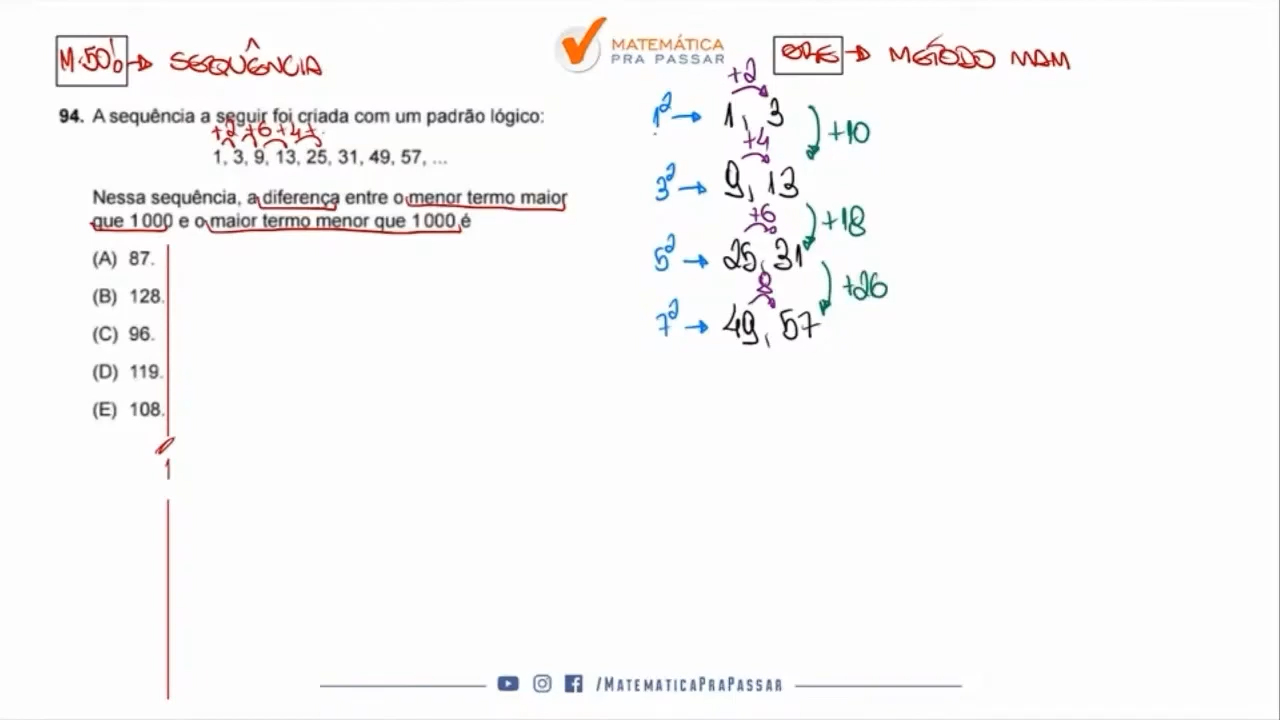 M.50% → SEQUÊNCIA
MATEMÁTICA
PRA PASSAR
→ MÉTODO MAM
94. A sequência a seguir foi criada com um padrão lógico:
+2 +6 +4 +
1, 3, 9, 13, 25, 31, 49, 57, ...
Nessa sequência, a diferença entre o menor termo maior
que 1000 e o maior termo menor que 1000 é
(A) 87.
(B) 128.
(C) 96.
(D) 119.
(E) 108.
1
+2
1² → 1, 3
+10
+4
3² → 9, 13
+18
+6
5² → 25, 31
+26
8
7² → 49, 57
/MATEMATICAPRAPASSAR